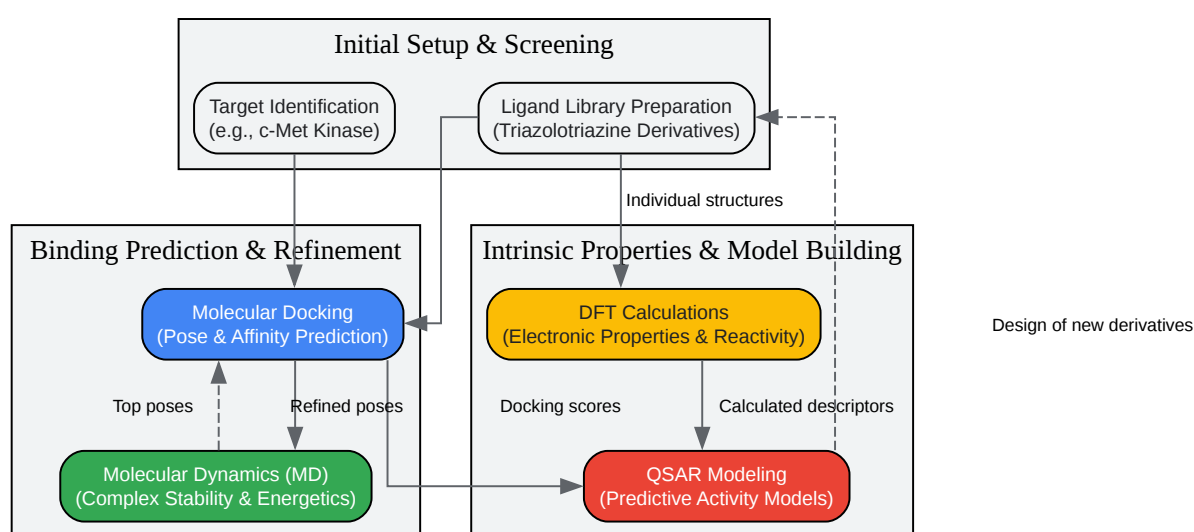 Initial Setup & Screening
Target Identification
(e.g., c-Met Kinase)
Ligand Library Preparation
(Triazolotriazine Derivatives)
Individual structures
Binding Prediction & Refinement
Intrinsic Properties & Model Building
Molecular Docking
(Pose & Affinity Prediction)
DFT Calculations
(Electronic Properties & Reactivity)
Design of new derivatives
Top poses
Refined poses
Docking scores
Calculated descriptors
Molecular Dynamics (MD)
(Complex Stability & Energetics)
QSAR Modeling
(Predictive Activity Models)